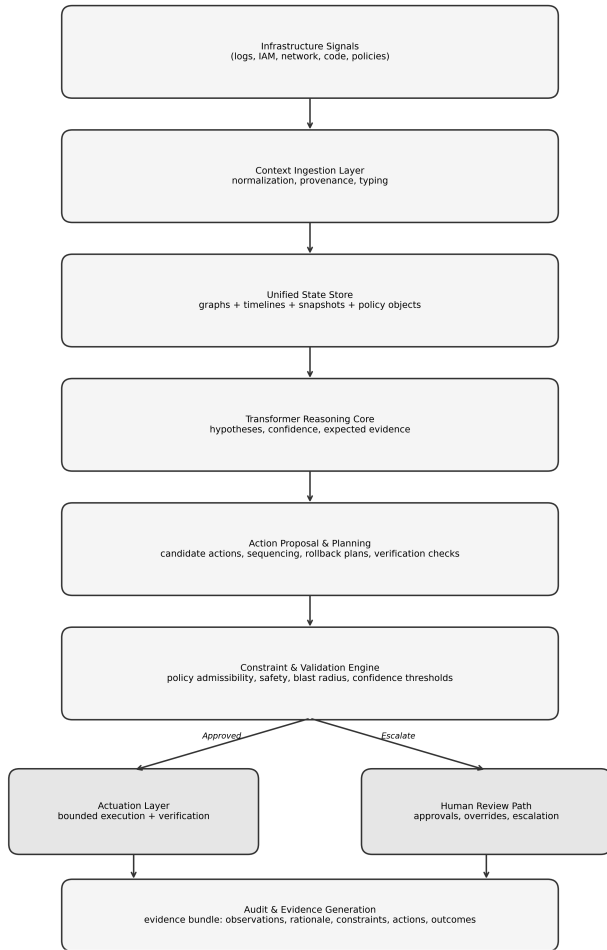 Infrastructure Signals
(logs, IAM, network, code, policies)
Context Ingestion Layer
normalization, provenance, typing
Unified State Store
graphs + timelines + snapshots + policy objects
Transformer Reasoning Core
hypotheses, confidence, expected evidence
Action Proposal & Planning
candidate actions, sequencing, rollback plans, verification checks
Constraint & Validation Engine
policy admissibility, safety, blast radius, confidence thresholds
Approved
Escalate
Actuation Layer
bounded execution + verification
Human Review Path
approvals, overrides, escalation
Audit & Evidence Generation
evidence bundle: observations, rationale, constraints, actions, outcomes